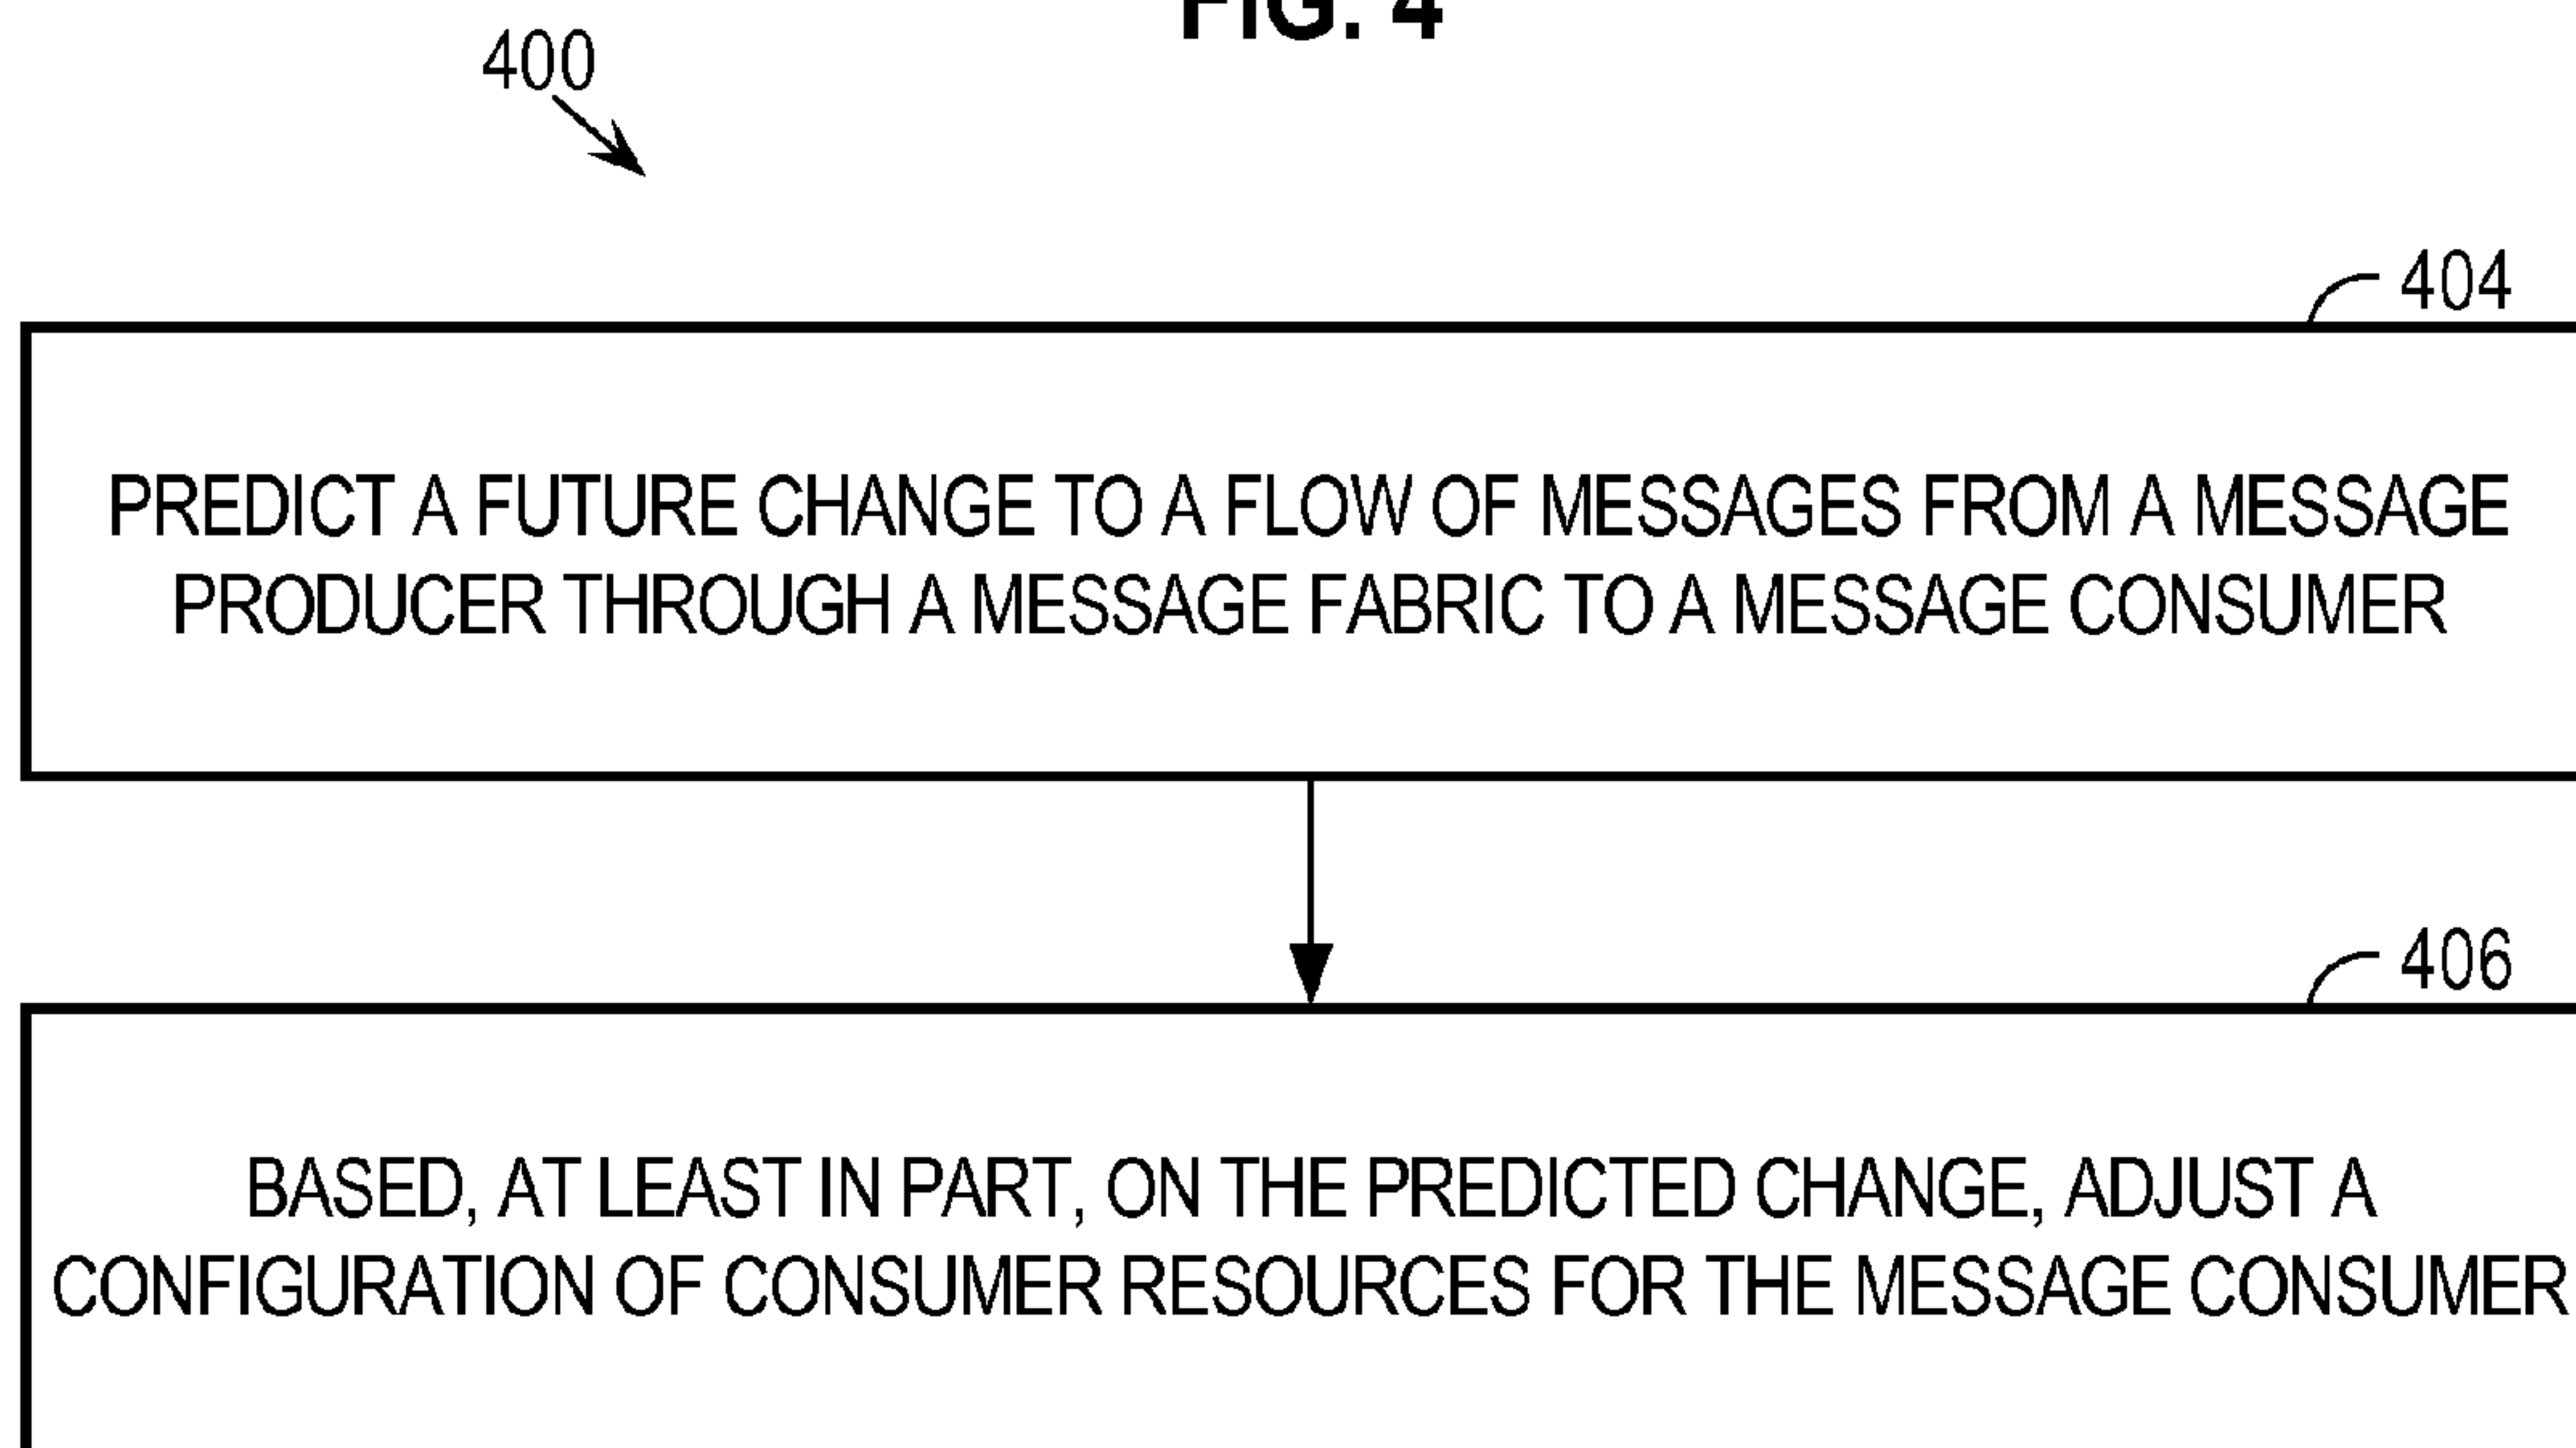 FIG. 4
400
404
PREDICT A FUTURE CHANGE TO A FLOW OF MESSAGES FROM A MESSAGE
PRODUCER THROUGH A MESSAGE FABRIC TO A MESSAGE CONSUMER
406
BASED, AT LEAST IN PART, ON THE PREDICTED CHANGE, ADJUST A
CONFIGURATION OF CONSUMER RESOURCES FOR THE MESSAGE CONSUMER